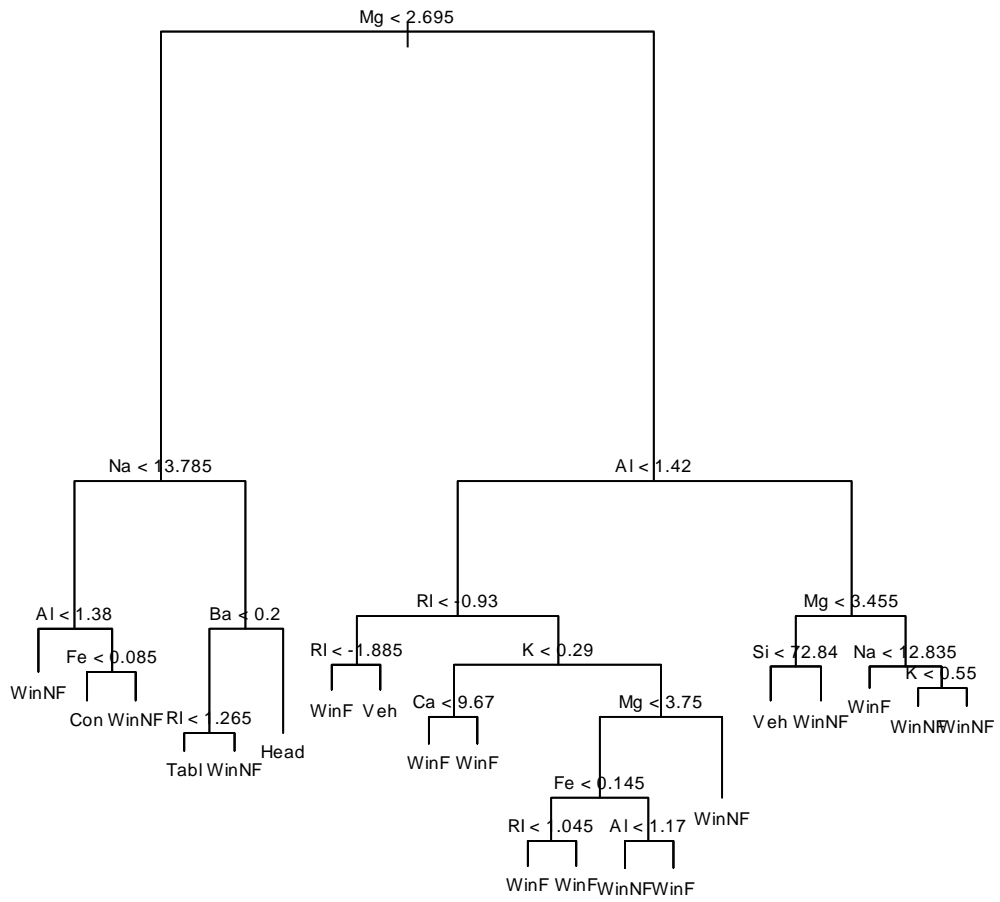 Mg < 2.695
Na < 13.785
Al < 1.42
Al < 1.38
Ba < 0.2
RI < -0.93
Mg < 3.455
WinNF
Fe < 0.085
Con
WinNF
RI < 1.265
Tabl
WinNF
Head
RI < -1.885
WinF
Veh
K < 0.29
Ca < 9.67
WinF
WinF
Mg < 3.75
Fe < 0.145
RI < 1.045
WinF
WinF
Al < 1.17
WinNF
WinF
WinNF
Si < 72.84
Veh
WinNF
Na < 12.835
WinF
K < 0.55
WinNF
WinNF